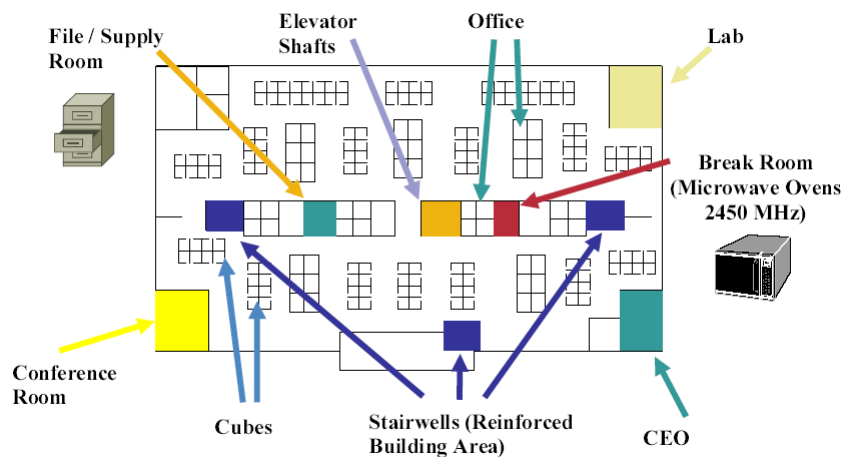 File / Supply
Room
Elevator
Shafts
Office
Lab
Break Room
(Microwave Ovens
2450 MHz)
Conference
Room
Cubes
Stairwells (Reinforced
Building Area)
CEO